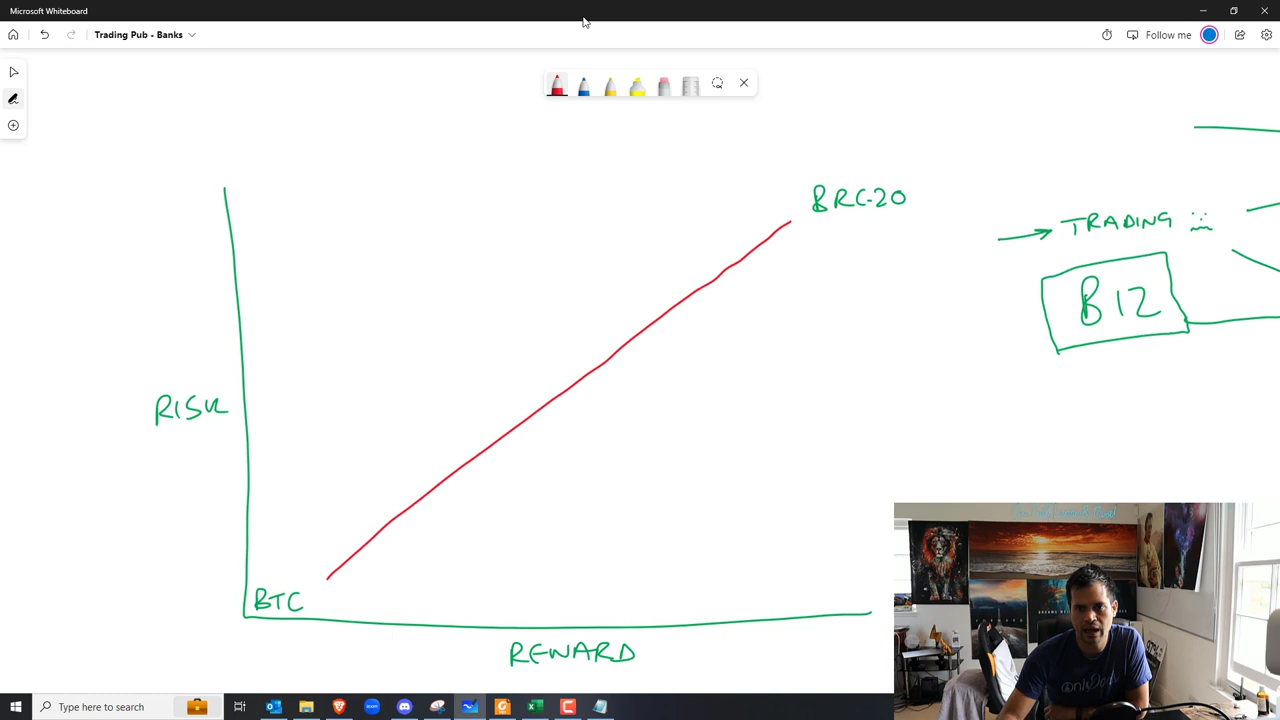 Microsoft Whiteboard
Trading Pub - Banks
Follow me
BRC-20
TRADING
B12
RISK
BTC
REWARD
Type here to search